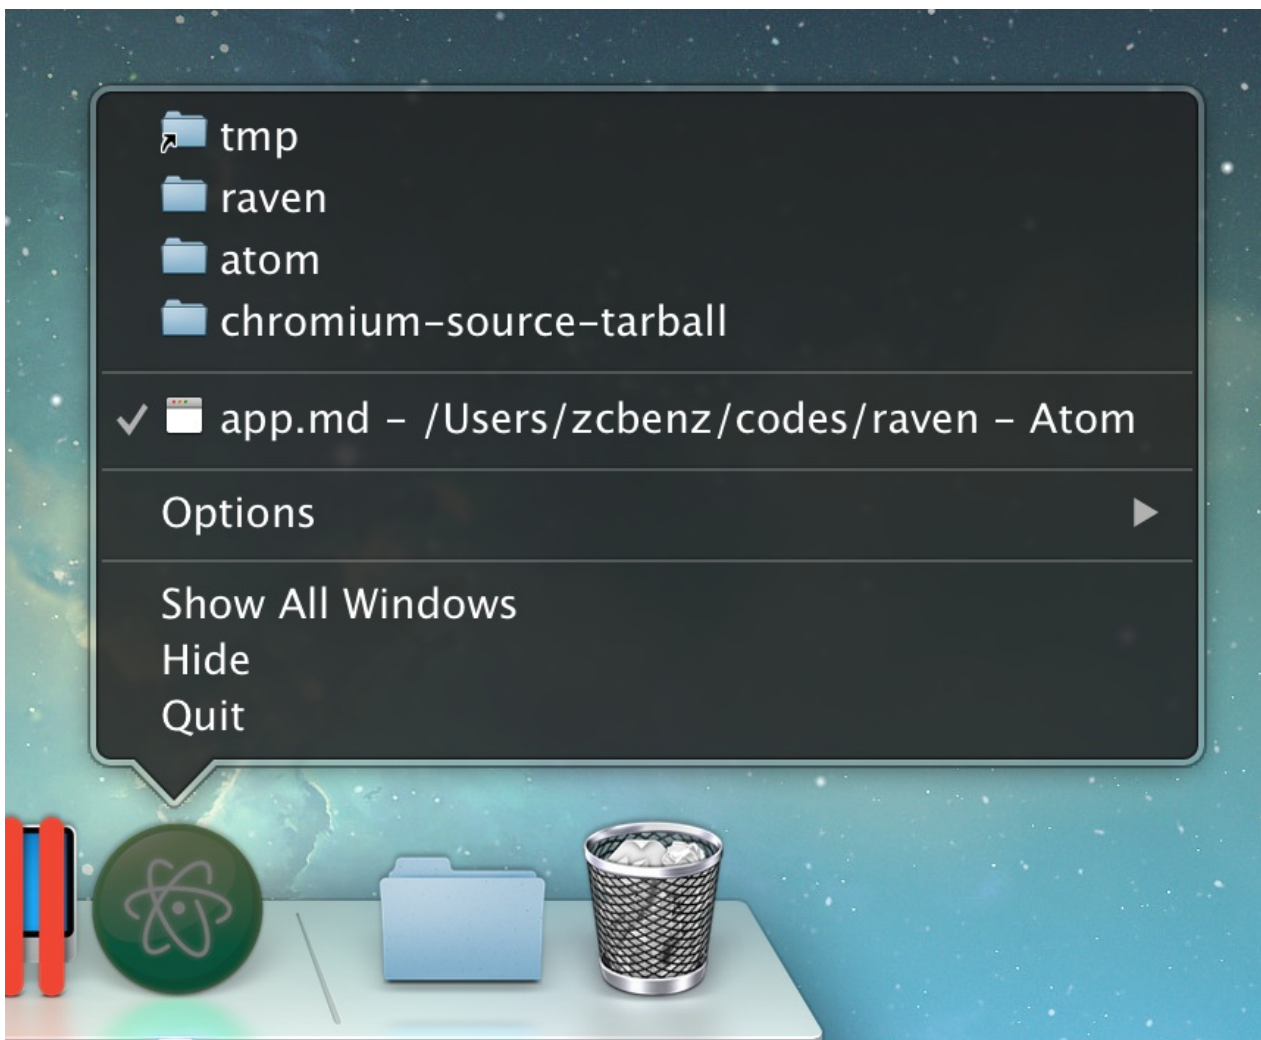 tmp
raven
atom
chromium-source-tarball
app.md – /Users/zcbenz/codes/raven – Atom
Options
Show All Windows
Hide
Quit